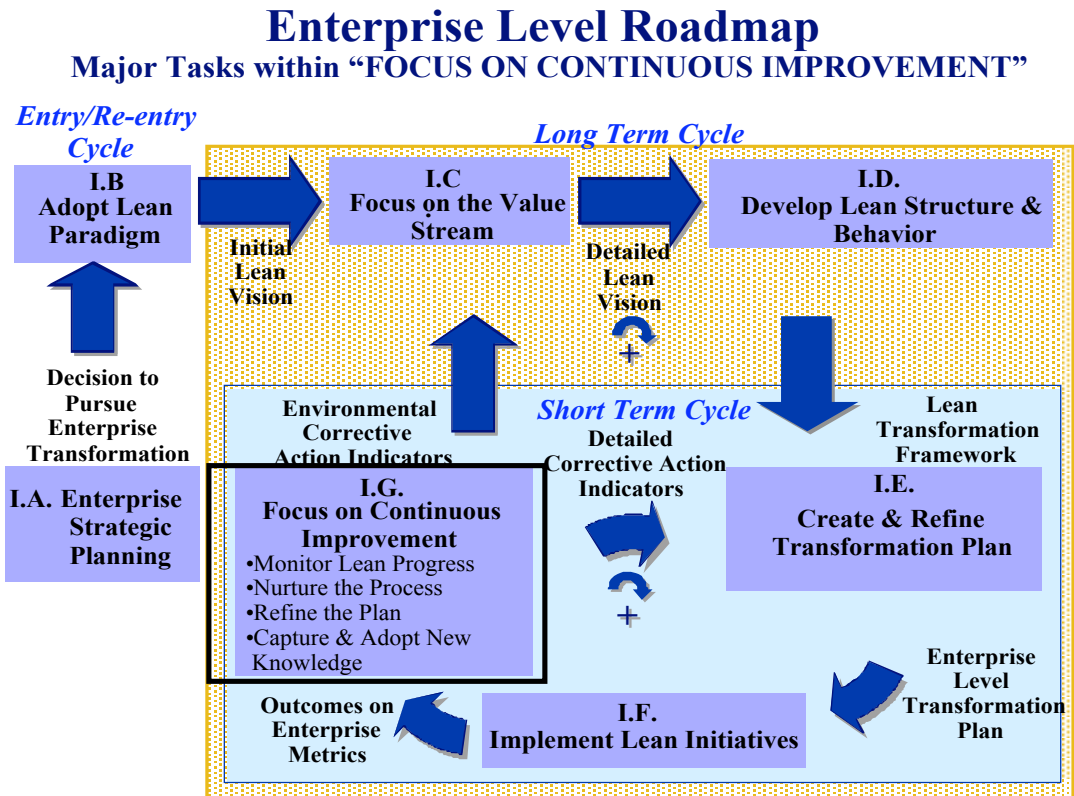 Enterprise Level Roadmap
Major Tasks within “FOCUS ON CONTINUOUS IMPROVEMENT”
Entry/Re-entry
Cycle
Long Term Cycle
I.B
Adopt Lean
Paradigm
Initial
Lean
Vision
I.C
Focus on the Value
Stream
Detailed
Lean
Vision
+
I.D.
Develop Lean Structure &
Behavior
Decision to
Pursue
Enterprise
Transformation
I.A. Enterprise
Strategic
Planning
Environmental
Corrective
Action Indicators
Short Term Cycle
Detailed
Corrective Action
Indicators
+
Lean
Transformation
Framework
I.G.
Focus on Continuous
Improvement
•Monitor Lean Progress
•Nurture the Process
•Refine the Plan
•Capture & Adopt New
Knowledge
I.E.
Create & Refine
Transformation Plan
Enterprise
Level
Transformation
Plan
I.F.
Implement Lean Initiatives
Outcomes on
Enterprise
Metrics